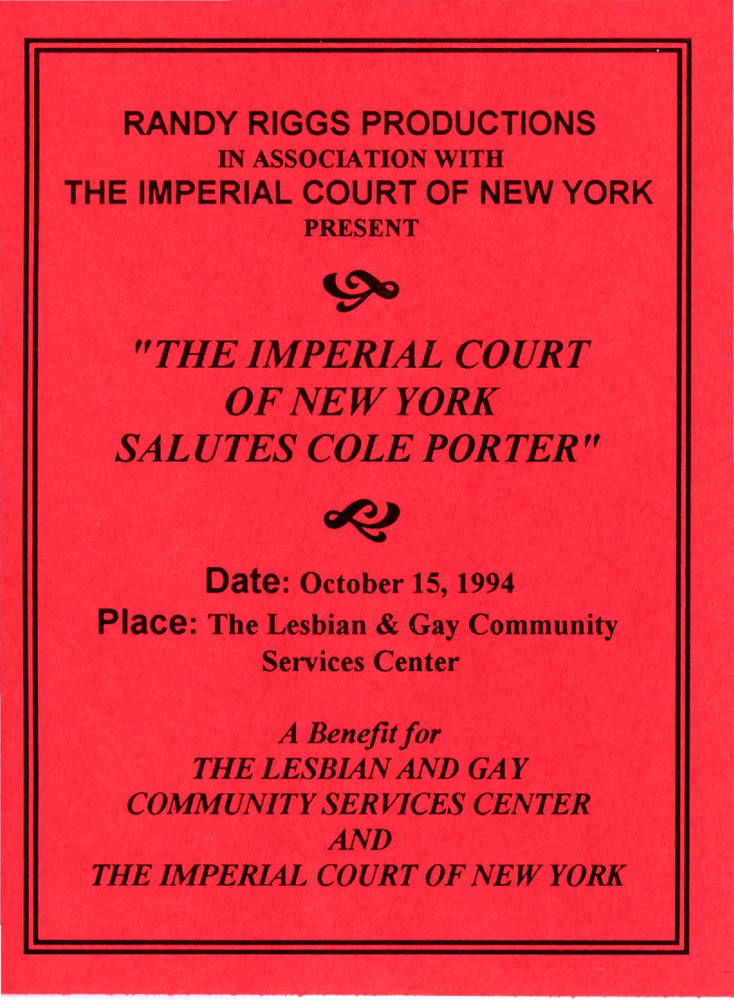 RANDY RIGGS PRODUCTIONS
IN ASSOCIATION WITH
THE IMPERIAL COURT OF NEW YORK
PRESENT
"THE IMPERIAL COURT
OF NEW YORK
SALUTES COLE PORTER"
Date: October 15, 1994
Place: The Lesbian & Gay Community
Services Center
A Benefit for
THE LESBIAN AND GAY
COMMUNITY SERVICES CENTER
AND
THE IMPERIAL COURT OF NEW YORK